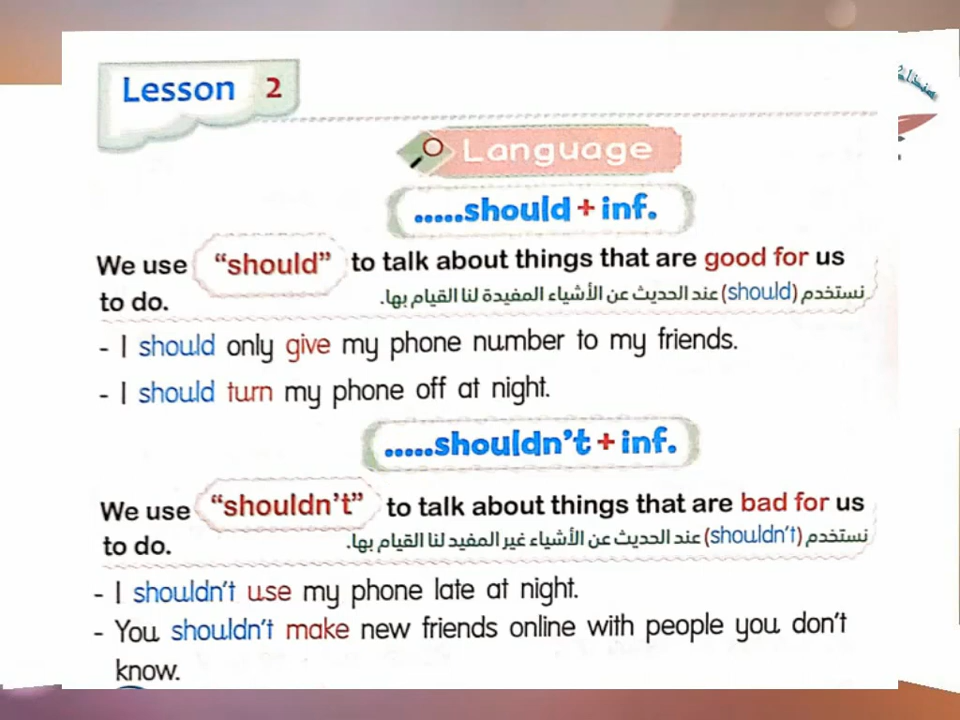 Lesson 2
Language
.....should + inf.
We use "should" to talk about things that are good for us
to do.
نستخدم (should) عند الحديث عن الأشياء المفيدة لنا القيام بها.
- I should only give my phone number to my friends.
- I should turn my phone off at night.
.....shouldn't + inf.
We use "shouldn't" to talk about things that are bad for us
to do.
نستخدم (shouldn't) عند الحديث عن الأشياء غير المفيد لنا القيام بها.
- I shouldn't use my phone late at night.
- You shouldn't make new friends online with people you don't
know.